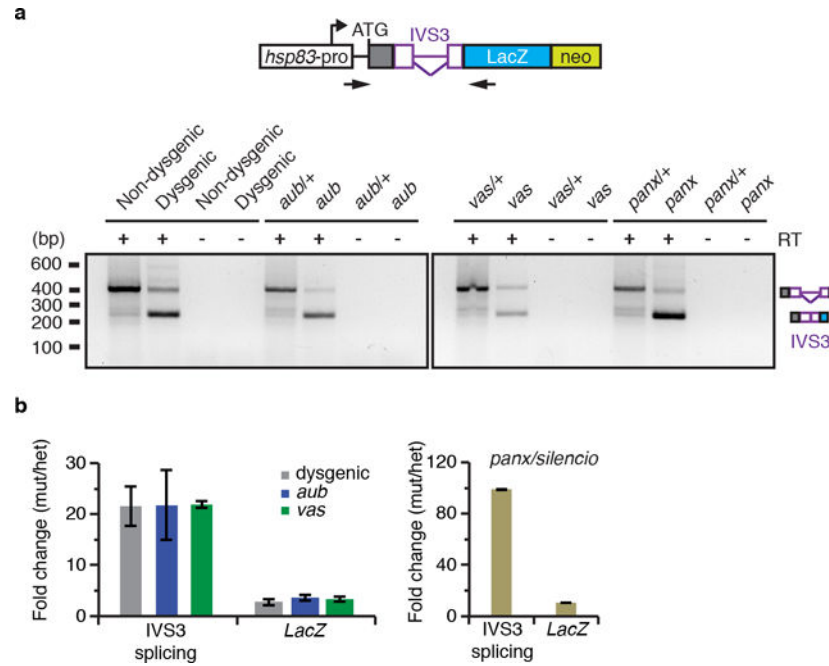 a
ATG
IVS3
hsp83-pro
LacZ
neo
Non-dysgenic
Dysgenic
Non-dysgenic
Dysgenic
aub/+
aub
aub/+
aub
vas/+
vas
vas/+
vas
panx/+
panx
panx/+
panx
(bp)
+ + - - + + - - + + - - + + - - RT
600
400
300
200
100
IVS3
b
Fold change (mut/het)
30
20
10
0
dysgenic
aub
vas
IVS3 splicing
LacZ
Fold change (mut/het)
120
80
40
0
panx/silencio
IVS3 splicing
LacZ